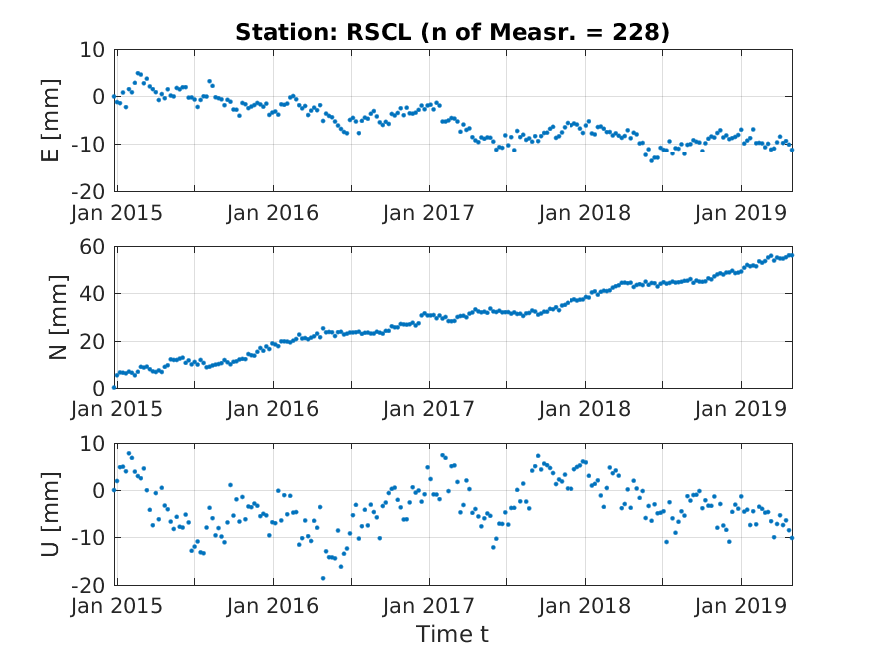 Station: RSCL (n of Measr. = 228)
10
0
-10
-20
E [mm]
Jan 2015 Jan 2016 Jan 2017 Jan 2018 Jan 2019
60
40
20
0
N [mm]
Jan 2015 Jan 2016 Jan 2017 Jan 2018 Jan 2019
10
0
-10
-20
U [mm]
Jan 2015 Jan 2016 Jan 2017 Jan 2018 Jan 2019
Time t